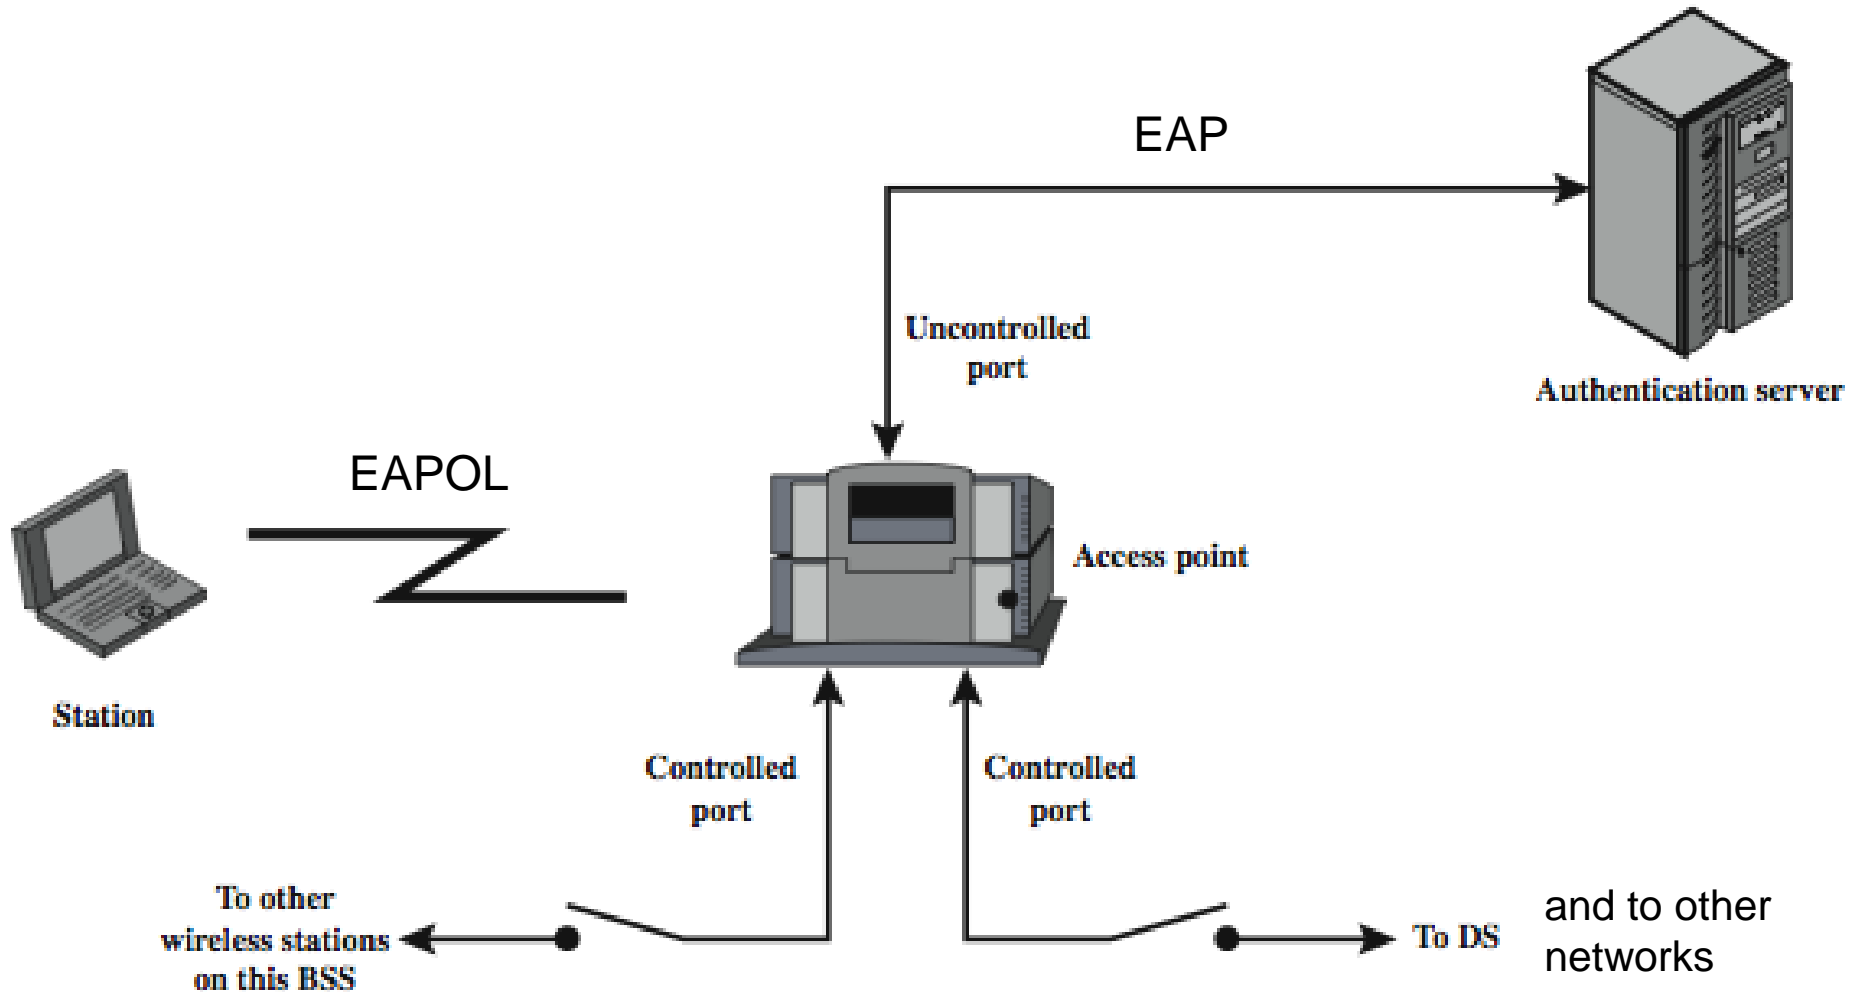 EAP
Uncontrolled
port
Authentication server
EAPOL
Access point
Station
Controlled
port
Controlled
port
To other
wireless stations
on this BSS
To DS
and to other
networks